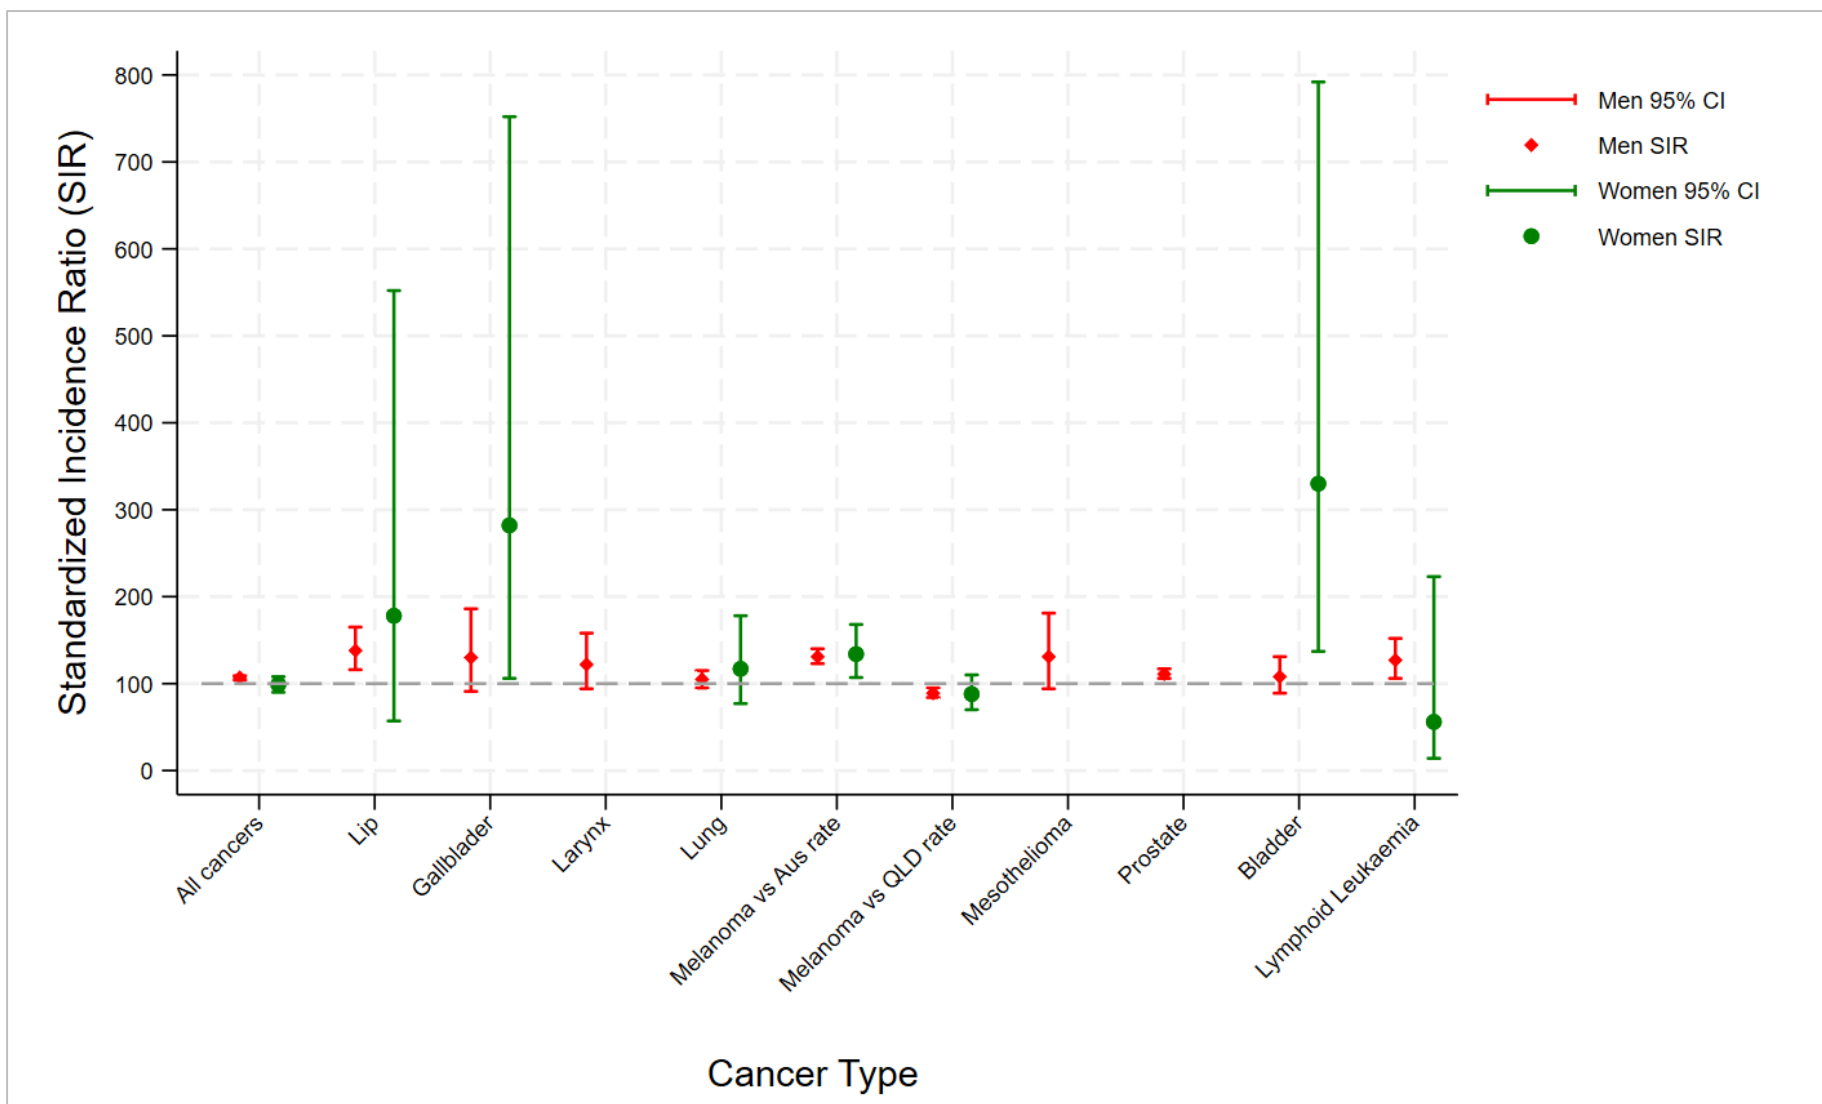 Standardized Incidence Ratio (SIR)
800
700
600
500
400
300
200
100
0
All cancers
Lip
Gallbladder
Larynx
Lung
Melanoma vs Aus rate
Melanoma vs QLD rate
Mesothelioma
Prostate
Bladder
Lymphoid Leukaemia
Cancer Type
Men 95% CI
Men SIR
Women 95% CI
Women SIR